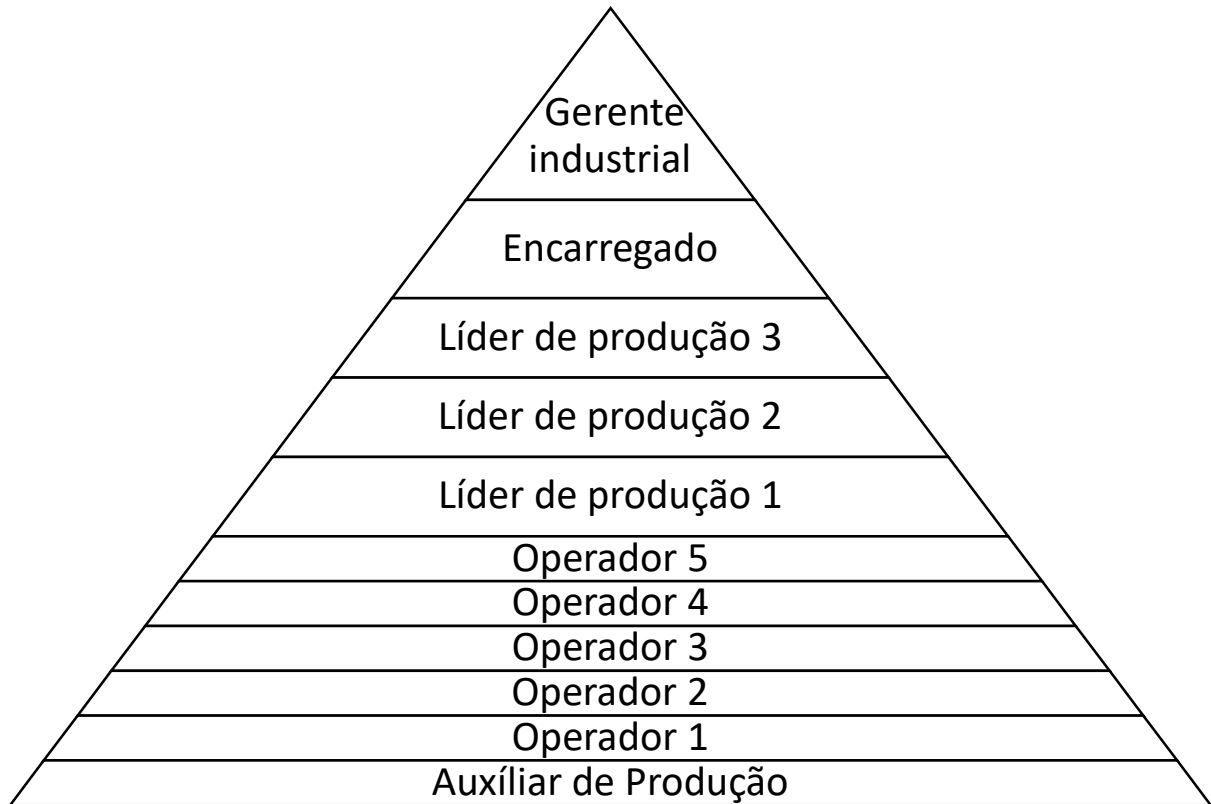 Gerente
industrial
Encarregado
Líder de produção 3
Líder de produção 2
Líder de produção 1
Operador 5
Operador 4
Operador 3
Operador 2
Operador 1
Auxíliar de Produção